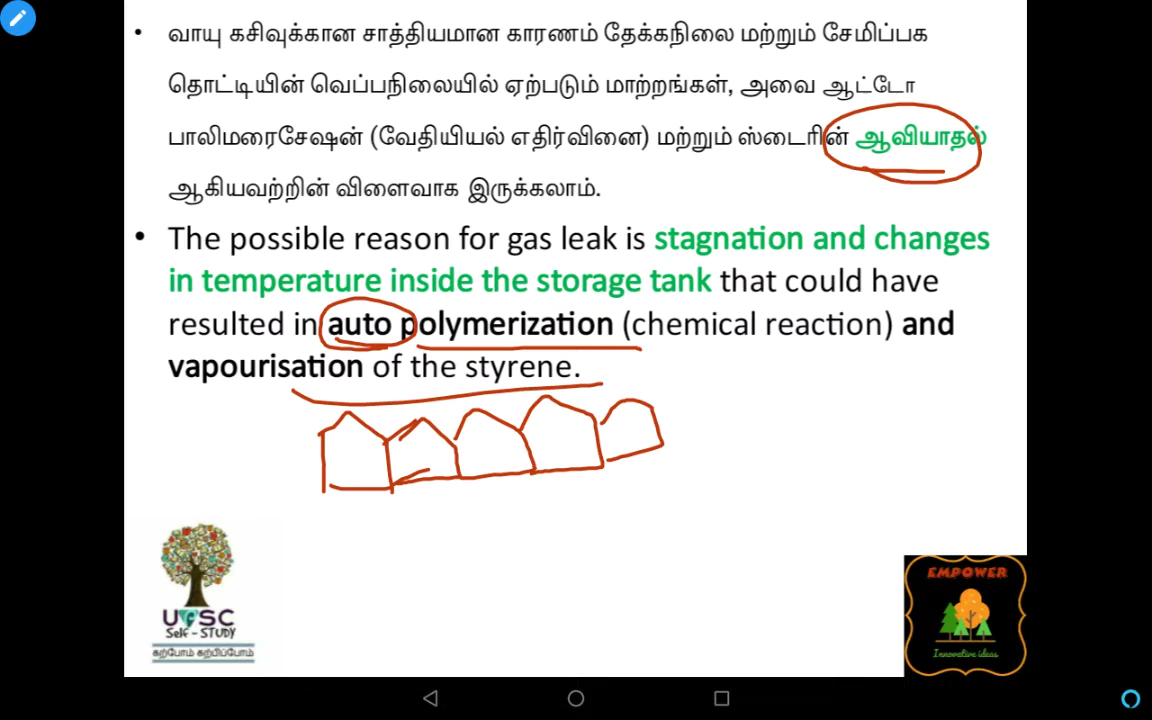 • வாயு கசிவுக்கான சாத்தியமான காரணம் தேக்கநிலை மற்றும் சேமிப்பக
தொட்டியின் வெப்பநிலையில் ஏற்படும் மாற்றங்கள், அவை ஆட்டோ
பாலிமரைசேஷன் (வேதியியல் எதிர்வினை) மற்றும் ஸ்டைரின் ஆவியாதல்
ஆகியவற்றின் விளைவாக இருக்கலாம்.
• The possible reason for gas leak is stagnation and changes
in temperature inside the storage tank that could have
resulted in auto polymerization (chemical reaction) and
vapourisation of the styrene.
UPSC
Self - STUDY
கற்போம் கற்பிப்போம்
EMPOWER
Innovative ideas